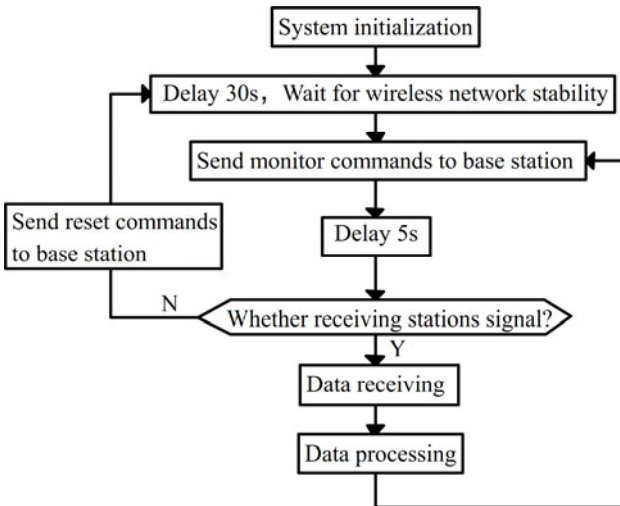 System initialization
Delay 30s, Wait for wireless network stability
Send monitor commands to base station
Send reset commands
to base station
Delay 5s
N
Whether receiving stations signal?
Y
Data receiving
Data processing